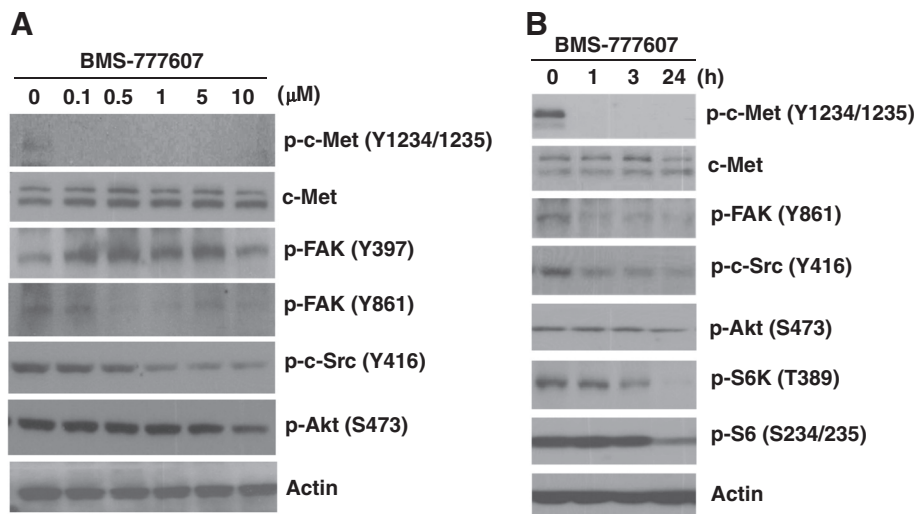 A
BMS-777607
0 0.1 0.5 1 5 10 (μM)
p-c-Met (Y1234/1235)
c-Met
p-FAK (Y397)
p-FAK (Y861)
p-c-Src (Y416)
p-Akt (S473)
Actin
B
BMS-777607
0 1 3 24 (h)
p-c-Met (Y1234/1235)
c-Met
p-FAK (Y861)
p-c-Src (Y416)
p-Akt (S473)
p-S6K (T389)
p-S6 (S234/235)
Actin